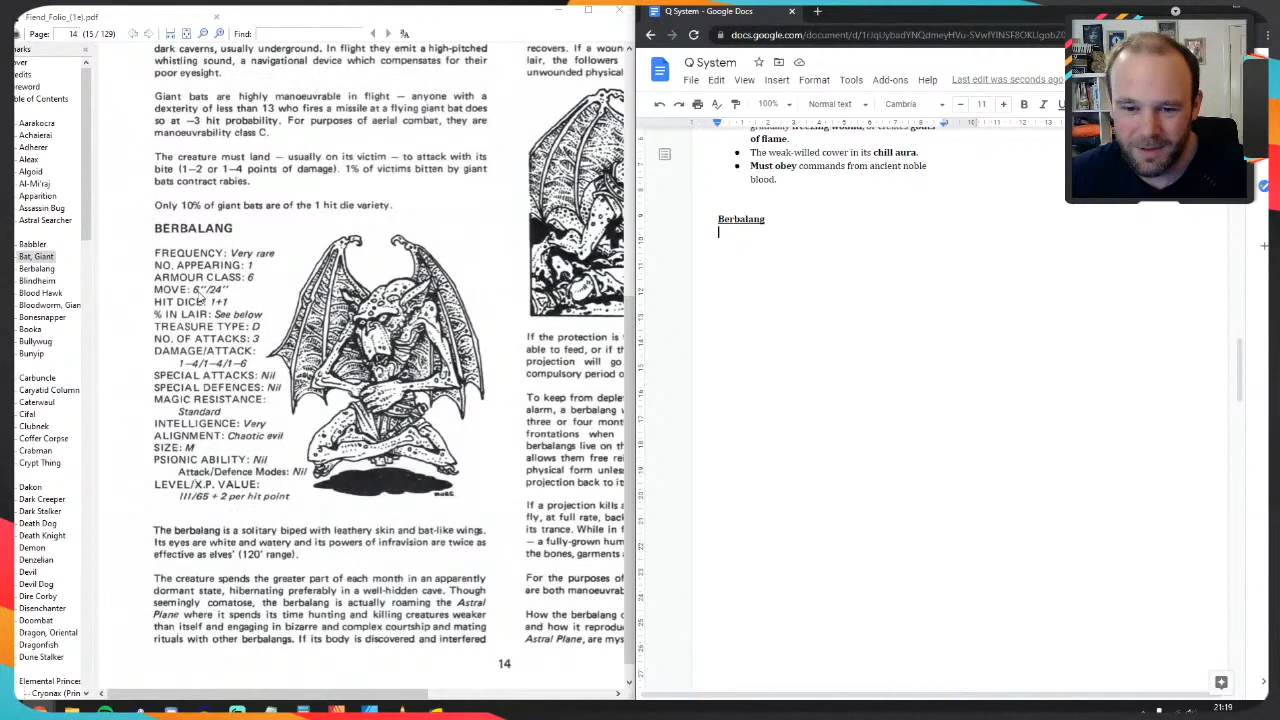 Fiend_Folio_(1e).pdf
Page:
14
(15 / 129)
Find:
arks
over
edits
reword
ble of Contents
Aarakocra
Achaierai
Adherer
Aleax
Algoid
Al-Mi'raj
Apparition
Assassin Bug
Astral Searcher
Babbler
Bat, Giant
Berbalang
Blindheim
Blood Hawk
Bloodworm, Gian
Bonesnapper
Booka
Bullywug
Bunyip
Carbuncle
Caryatid Column
Caterwaul
Cifal
Clubnek
Coffer Corpse
Crabman
Crypt Thing
Dakon
Dark Creeper
Dark Stalker
Death Dog
Death Knight
Demon
Denzelian
Devil
Devil Dog
Dire Corby
Disenchanter
Doombat
Dragon, Oriental
Dragonfish
Dune Stalker
Elemental Princes
Cryonax (Prin
dark caverns, usually underground. In flight they emit a high-pitched
whistling sound, a navigational device which compensates for their
poor eyesight.
Giant bats are highly manoeuvrable in flight — anyone with a
dexterity of less than 13 who fires a missile at a flying giant bat does
so at −3 hit probability. For purposes of aerial combat, they are
manoeuvrability class C.
The creature must land — usually on its victim — to attack with its
bite (1−2 or 1−4 points of damage). 1% of victims bitten by giant
bats contract rabies.
Only 10% of giant bats are of the 1 hit die variety.
BERBALANG
FREQUENCY: Very rare
NO. APPEARING: 1
ARMOUR CLASS: 6
MOVE: 6"/24"
HIT DICE: 1+1
% IN LAIR: See below
TREASURE TYPE: D
NO. OF ATTACKS: 3
DAMAGE/ATTACK:
1−4/1−4/1−6
SPECIAL ATTACKS: Nil
SPECIAL DEFENCES: Nil
MAGIC RESISTANCE:
Standard
INTELLIGENCE: Very
ALIGNMENT: Chaotic evil
SIZE: M
PSIONIC ABILITY: Nil
Attack/Defence Modes: Nil
LEVEL/X.P. VALUE:
III/65 + 2 per hit point
The berbalang is a solitary biped with leathery skin and bat-like wings.
Its eyes are white and watery and its powers of infravision are twice as
effective as elves' (120' range).
The creature spends the greater part of each month in an apparently
dormant state, hibernating preferably in a well-hidden cave. Though
seemingly comatose, the berbalang is actually roaming the Astral
Plane where it spends its time hunting and killing creatures weaker
than itself and engaging in bizarre and complex courtship and mating
rituals with other berbalangs. If its body is discovered and interfered
14
recovers. If a woun
lair, the followers
unwounded physical
If the protection is
able to feed, or if th
projection will go
compulsory period o
To keep from deplet
alarm, a berbalang
three or four mont
frontations when
berbalangs live on th
allows them free rei
physical form unles
projection back to it
If a projection kills
fly, at full rate, back
its trance. While in f
— a fully-grown hum
the bones, garments
For the purposes of
are both manoeuvrab
How the berbalang
and how it reprodu
Astral Plane, are mys
Q System - Google Docs
docs.google.com/document/d/
Q System
File Edit View Insert Format Tools Add-ons Help Last edit was seconds ago
100% Normal text Cambria 11 B I U
gradually freezing wound, or creates gouts
of flame.
● The weak-willed cower in its chill aura.
● Must obey commands from ancient noble
blood.
Berbalang
21:19